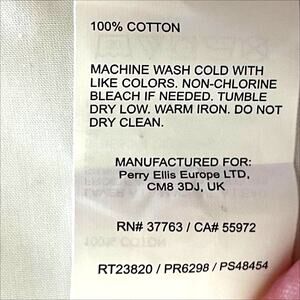 100% COTTON
MACHINE WASH COLD WITH
LIKE COLORS. NON-CHLORINE
BLEACH IF NEEDED. TUMBLE
DRY LOW. WARM IRON. DO NOT
DRY CLEAN.
MANUFACTURED FOR:
Perry Ellis Europe LTD,
CM8 3DJ, UK
RN# 37763 / CA# 55972
100% COTTON
RT23820 / PR6298 / PS48454